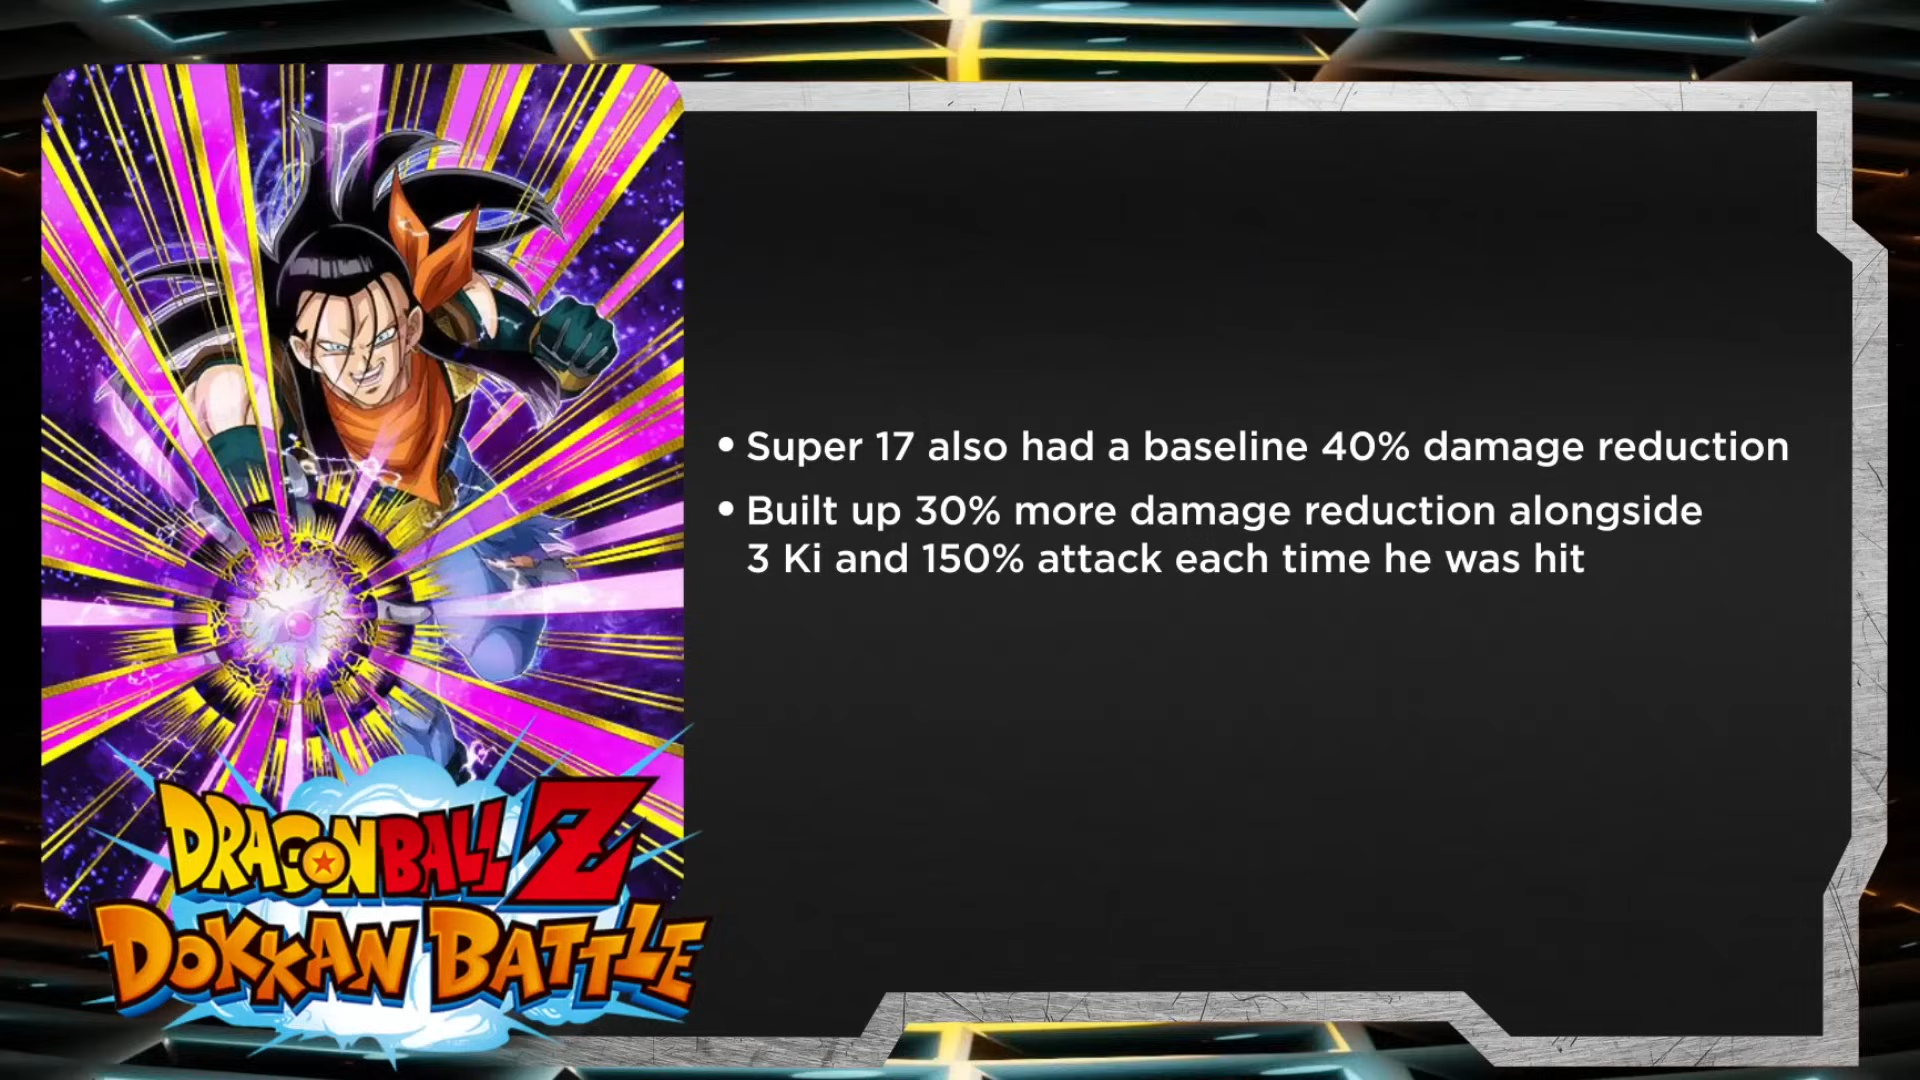 • Super 17 also had a baseline 40% damage reduction
• Built up 30% more damage reduction alongside
3 Ki and 150% attack each time he was hit
DRAGON BALL Z
DOKKAN BATTLE